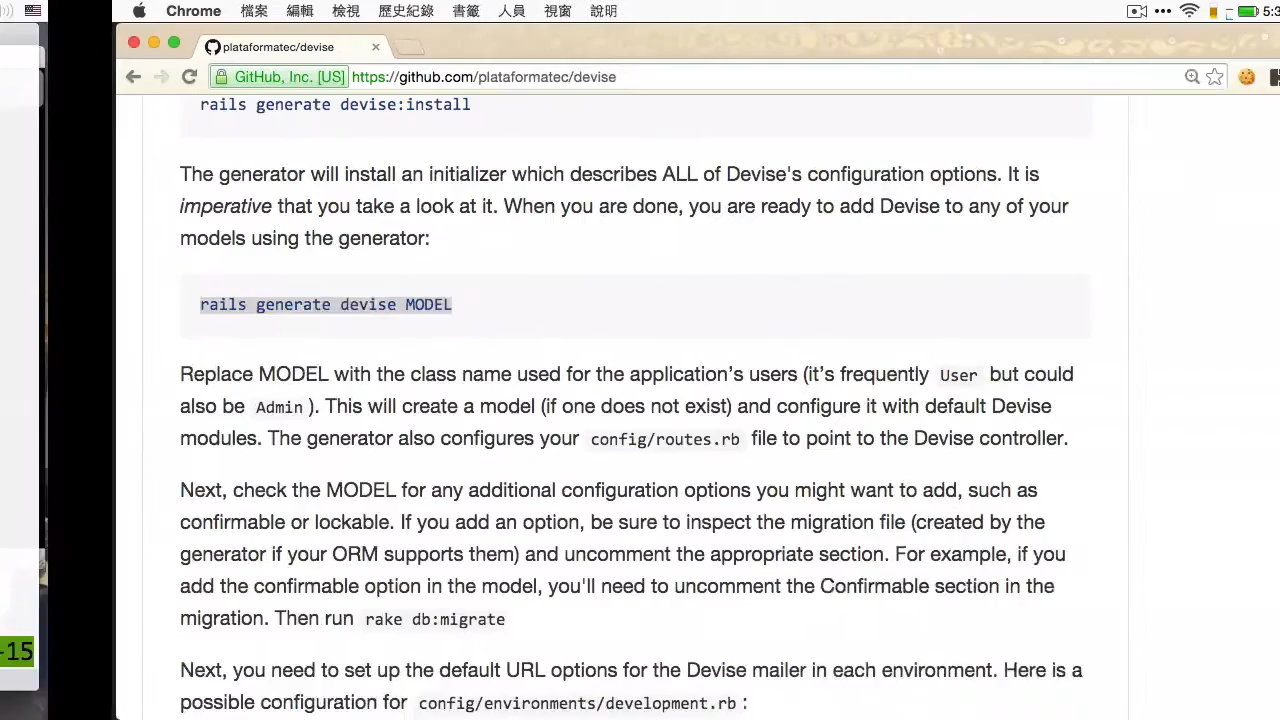 Chrome 檔案 編輯 檢視 歷史紀錄 書籤 人員 視窗 說明
plataformatec/devise
GitHub, Inc. [US] https://github.com/plataformatec/devise
rails generate devise:install
The generator will install an initializer which describes ALL of Devise's configuration options. It is
imperative that you take a look at it. When you are done, you are ready to add Devise to any of your
models using the generator:
rails generate devise MODEL
Replace MODEL with the class name used for the application’s users (it’s frequently User but could
also be Admin ). This will create a model (if one does not exist) and configure it with default Devise
modules. The generator also configures your config/routes.rb file to point to the Devise controller.
Next, check the MODEL for any additional configuration options you might want to add, such as
confirmable or lockable. If you add an option, be sure to inspect the migration file (created by the
generator if your ORM supports them) and uncomment the appropriate section. For example, if you
add the confirmable option in the model, you'll need to uncomment the Confirmable section in the
migration. Then run rake db:migrate
-15
Next, you need to set up the default URL options for the Devise mailer in each environment. Here is a
possible configuration for config/environments/development.rb :